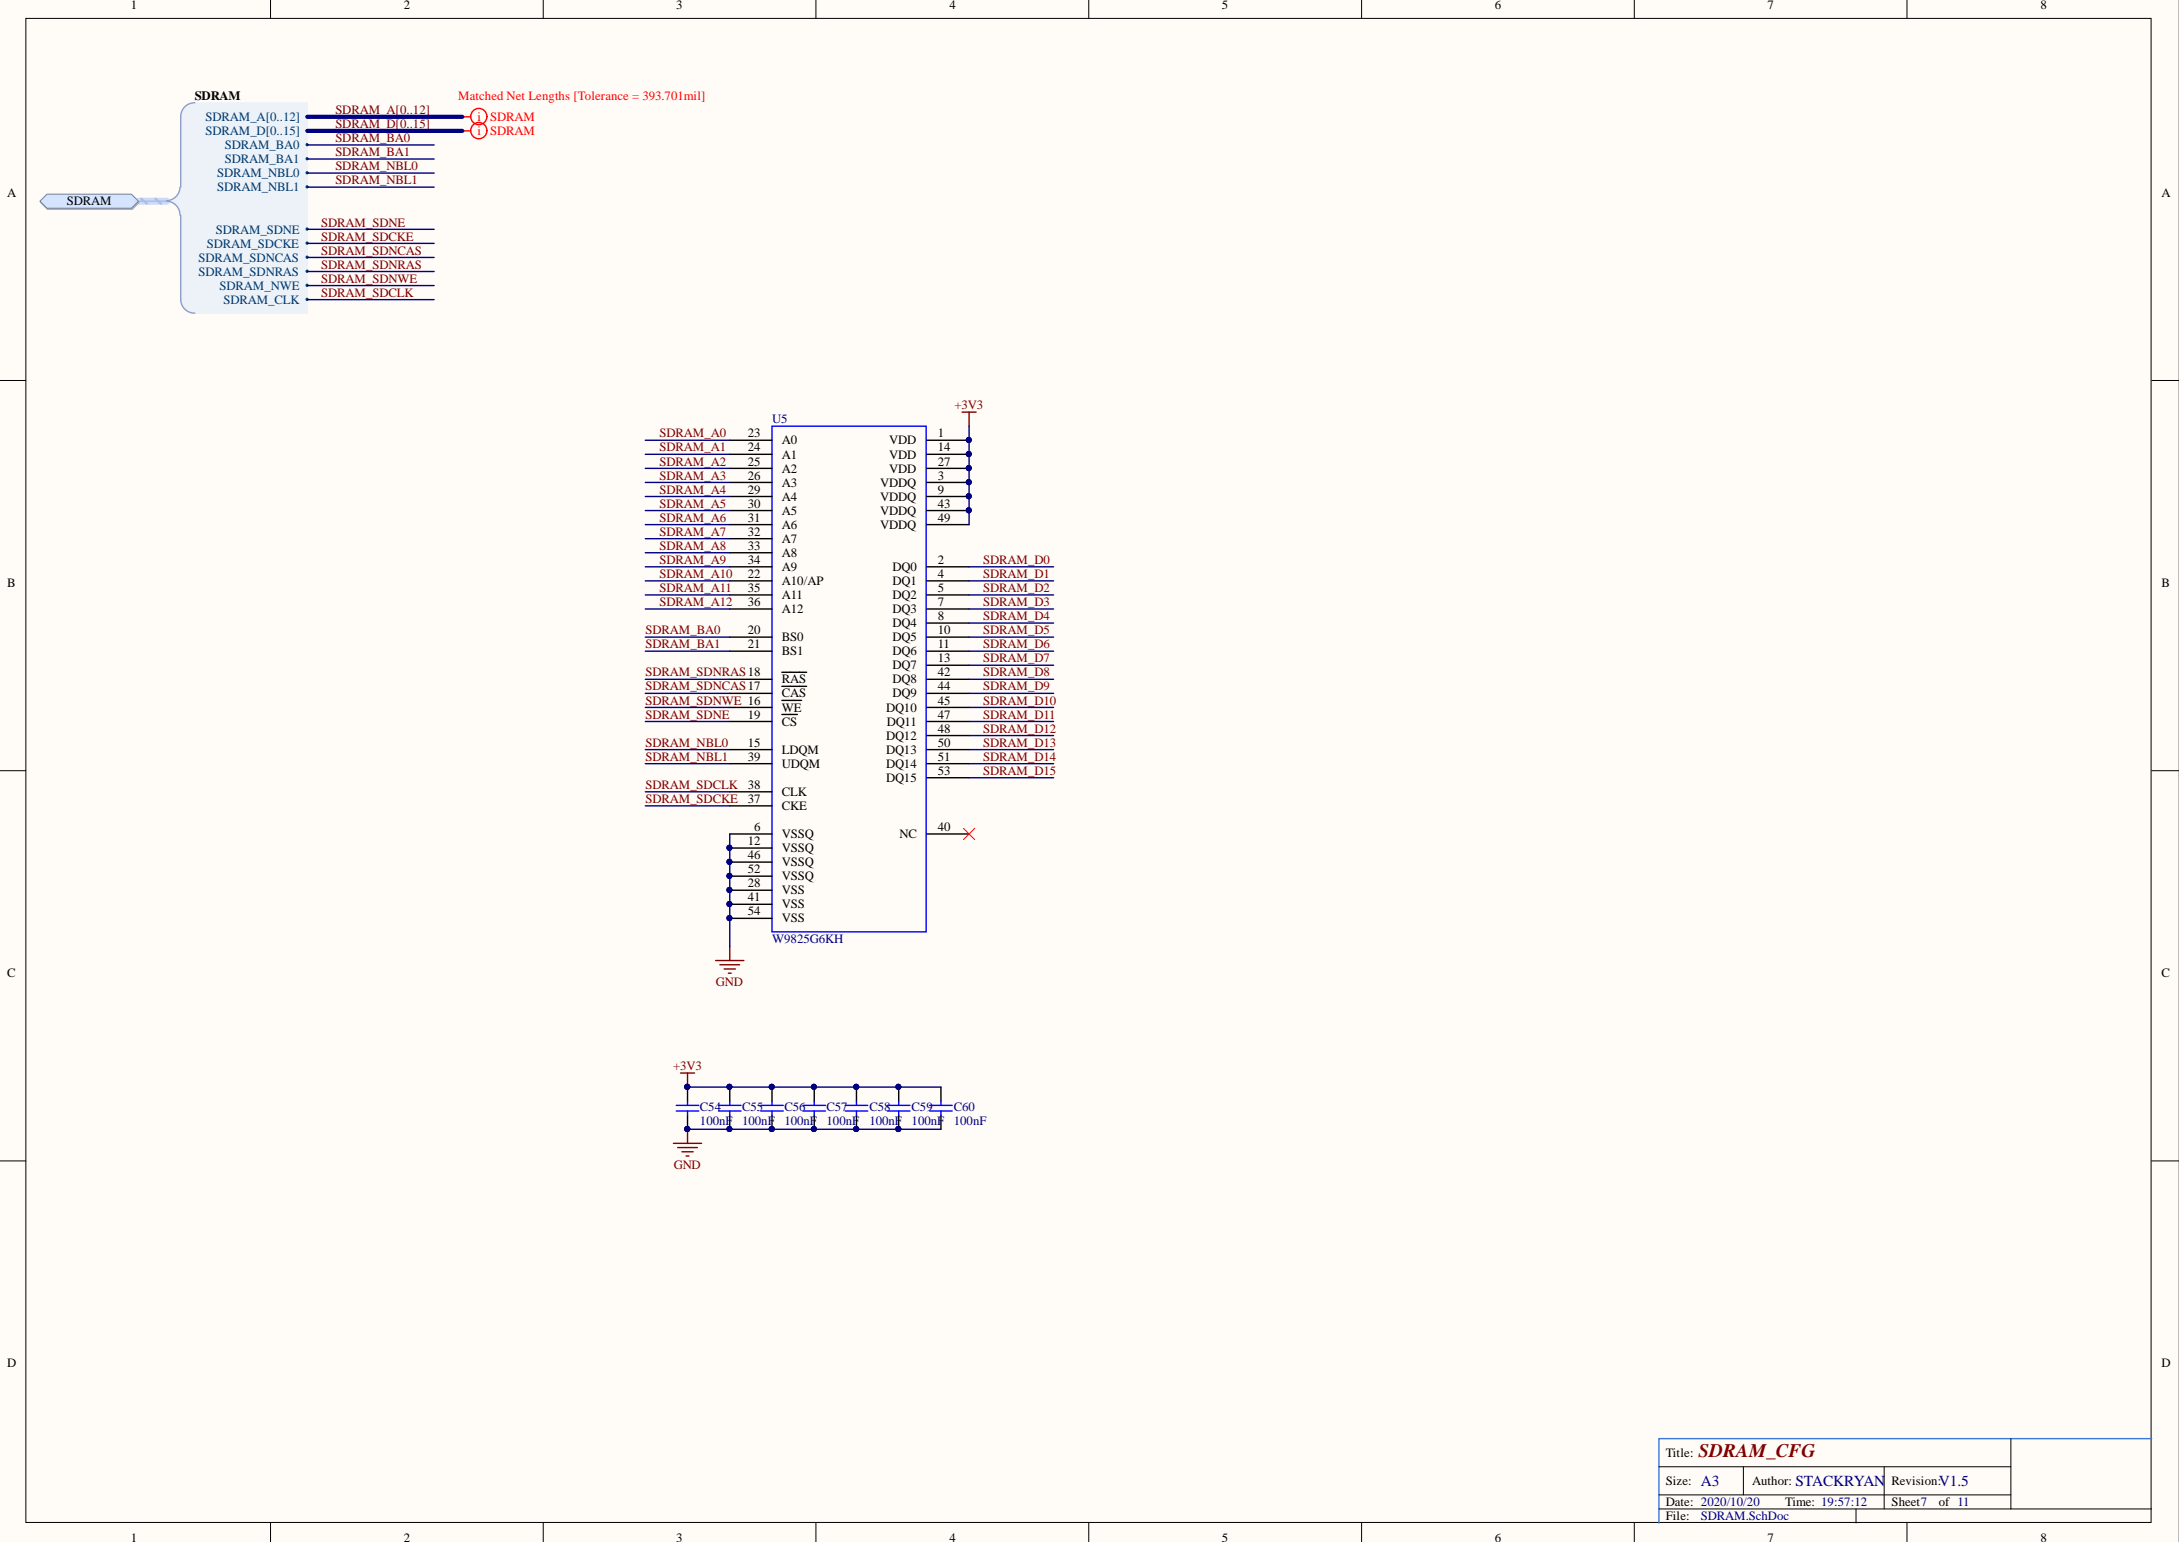 1 2 3 4 5 6 7 8
SDRAM
Matched Net Lengths [Tolerance = 393.701mil]
SDRAM_A[0..12] SDRAM_A[0..12] i SDRAM
SDRAM_D[0..15] SDRAM_D[0..15] i SDRAM
SDRAM_BA0 SDRAM_BA0
SDRAM_BA1 SDRAM_BA1
SDRAM_NBL0 SDRAM_NBL0
SDRAM_NBL1 SDRAM_NBL1
A A
SDRAM
SDRAM_SDNE SDRAM_SDNE
SDRAM_SDCKE SDRAM_SDCKE
SDRAM_SDNCAS SDRAM_SDNCAS
SDRAM_SDNRAS SDRAM_SDNRAS
SDRAM_NWE SDRAM_SDNWE
SDRAM_CLK SDRAM_SDCLK
+3V3
U5
SDRAM_A0 23 A0 VDD 1
SDRAM_A1 24 A1 VDD 14
SDRAM_A2 25 A2 VDD 27
SDRAM_A3 26 A3 VDDQ 3
SDRAM_A4 29 A4 VDDQ 9
SDRAM_A5 30 A5 VDDQ 43
SDRAM_A6 31 A6 VDDQ 49
SDRAM_A7 32 A7
SDRAM_A8 33 A8
SDRAM_A9 34 A9 DQ0 2 SDRAM_D0
SDRAM_A10 22 A10/AP DQ1 4 SDRAM_D1
B B
SDRAM_A11 35 A11 DQ2 5 SDRAM_D2
SDRAM_A12 36 A12 DQ3 7 SDRAM_D3
DQ4 8 SDRAM_D4
SDRAM_BA0 20 BS0 DQ5 10 SDRAM_D5
SDRAM_BA1 21 BS1 DQ6 11 SDRAM_D6
DQ7 13 SDRAM_D7
SDRAM_SDNRAS 18 RAS DQ8 42 SDRAM_D8
SDRAM_SDNCAS 17 CAS DQ9 44 SDRAM_D9
SDRAM_SDNWE 16 WE DQ10 45 SDRAM_D10
SDRAM_SDNE 19 CS DQ11 47 SDRAM_D11
DQ12 48 SDRAM_D12
SDRAM_NBL0 15 LDQM DQ13 50 SDRAM_D13
SDRAM_NBL1 39 UDQM DQ14 51 SDRAM_D14
DQ15 53 SDRAM_D15
SDRAM_SDCLK 38 CLK
SDRAM_SDCKE 37 CKE
6 VSSQ NC 40
12 VSSQ
46 VSSQ
52 VSSQ
28 VSS
41 VSS
54 VSS
W9825G6KH
C C
GND
+3V3
C54 C55 C56 C57 C58 C59 C60
100nF 100nF 100nF 100nF 100nF 100nF 100nF
GND
D D
Title: SDRAM_CFG
Size: A3 Author: STACKRYAN Revision:V1.5
Date: 2020/10/20 Time: 19:57:12 Sheet7 of 11
File: SDRAM.SchDoc
1 2 3 4 5 6 7 8